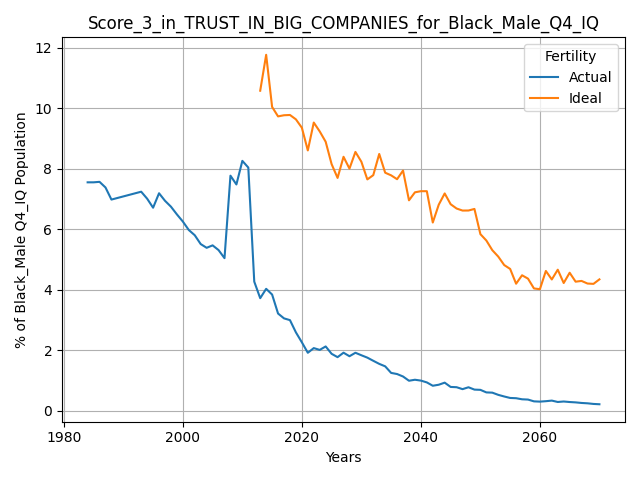 Score_3_in_TRUST_IN_BIG_COMPANIES_for_Black_Male_Q4_IQ
Fertility
Actual
Ideal
% of Black_Male Q4_IQ Population
12
10
8
6
4
2
0
1980
2000
2020
2040
2060
Years